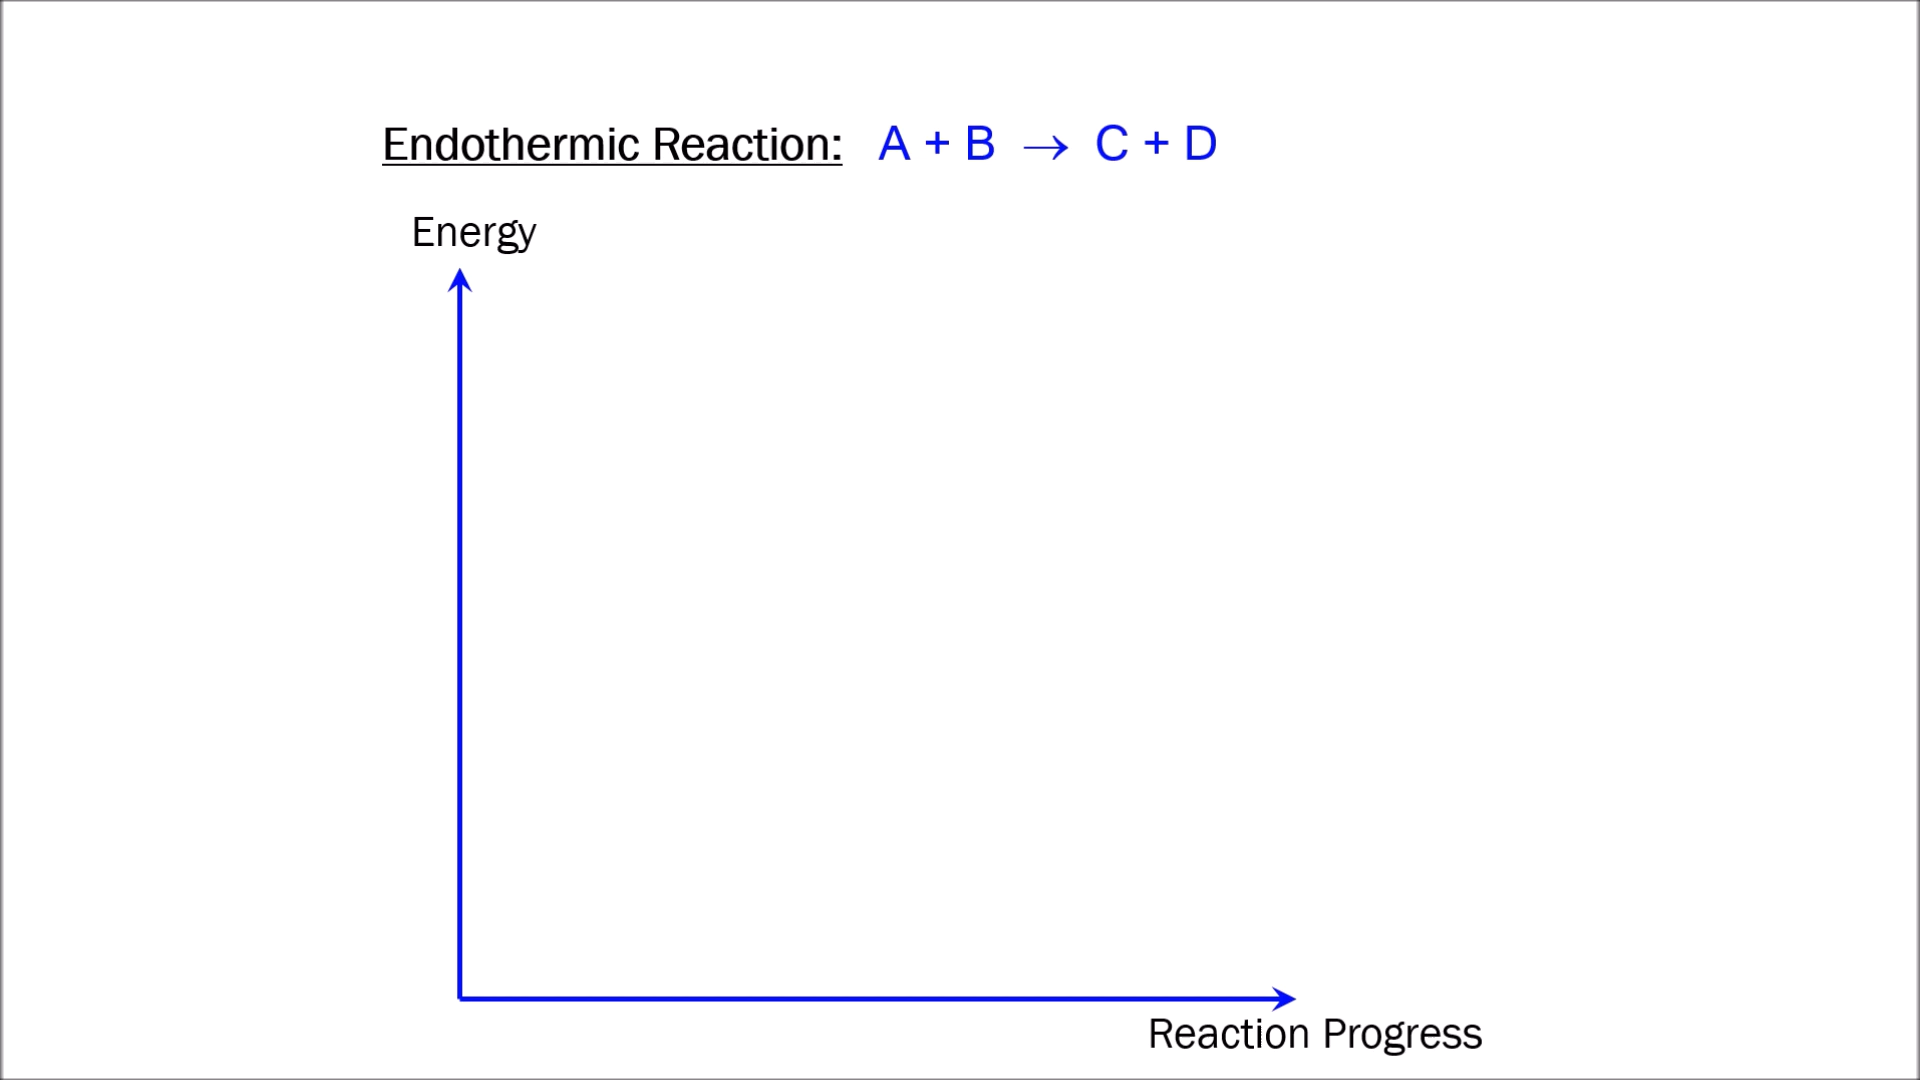 Endothermic Reaction: A + B → C + D
Energy
Reaction Progress